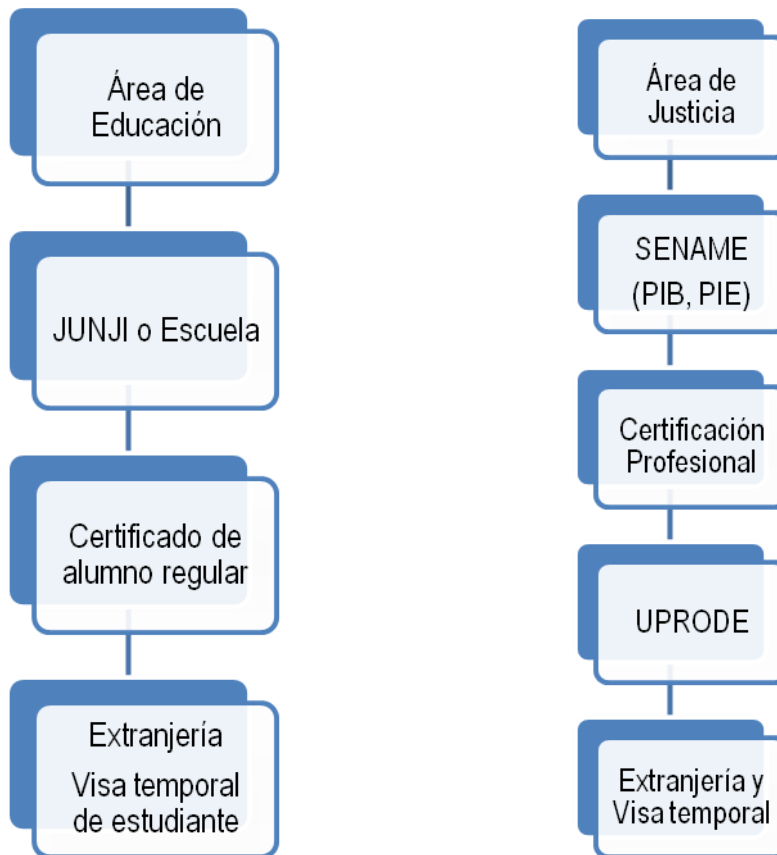 Área de
Educación
JUNJI o Escuela
Certificado de
alumno regular
Extranjería
Visa temporal
de estudiante
Área de
Justicia
SENAME
(PIB, PIE)
Certificación
Profesional
UPRODE
Extranjería y
Visa temporal